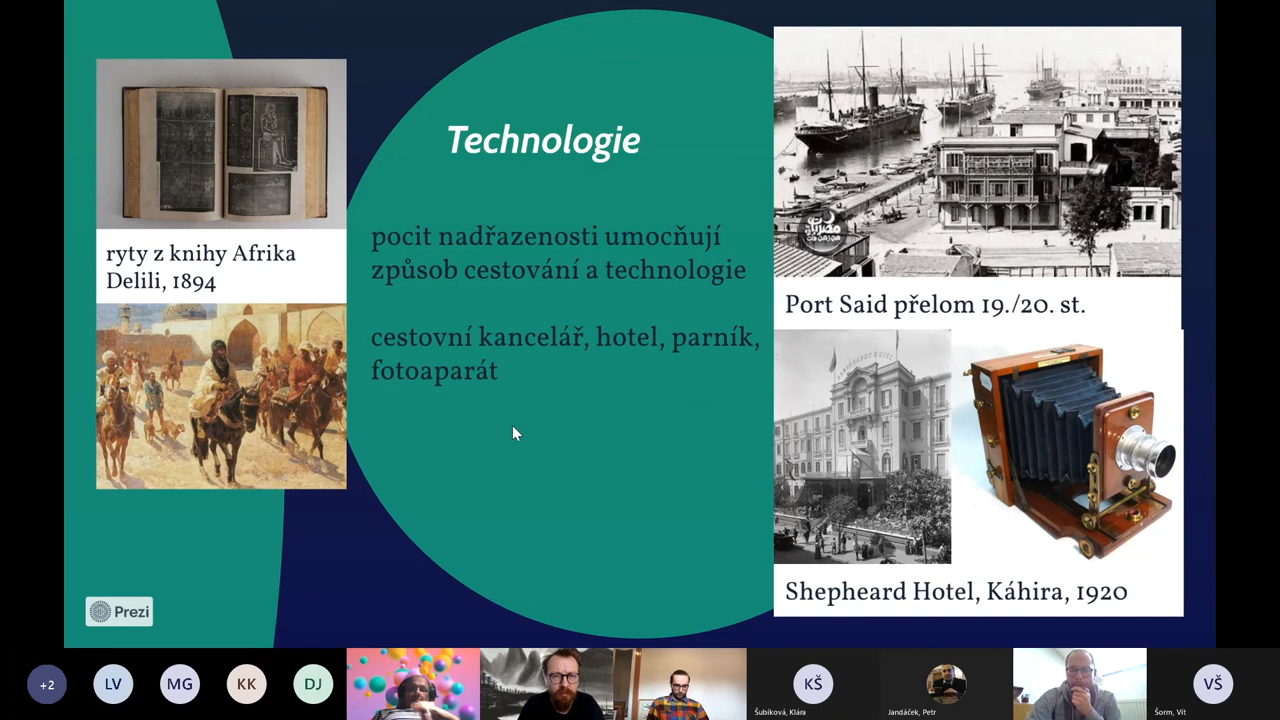 Technologie
pocit nadřazenosti umocňují
způsob cestování a technologie
cestovní kancelář, hotel, parník,
fotoaparát
ryty z knihy Afrika
Delili, 1894
Port Said přelom 19./20. st.
Shepheard Hotel, Káhira, 1920
Prezi
+2
LV
MG
KK
DJ
KŠ
Šubíková, Klára
Jandáček, Petr
VŠ
Šorm, Vít